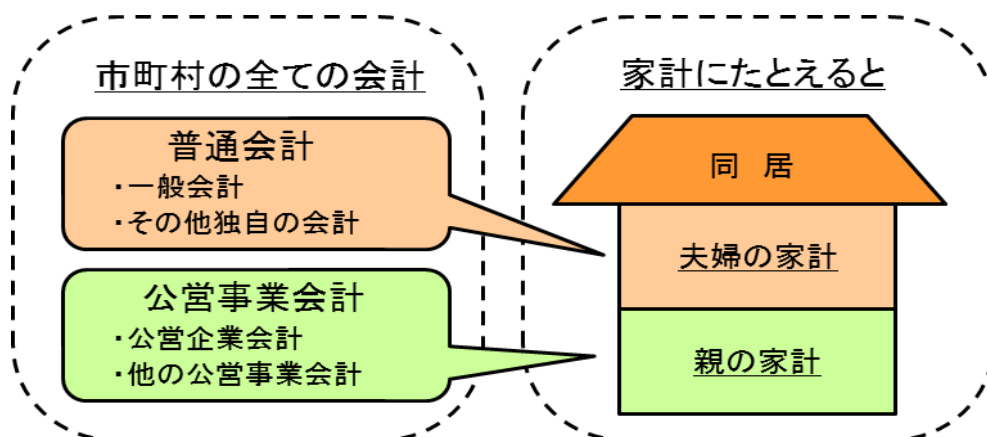 市町村の全ての会計
普通会計
・一般会計
・その他独自の会計
公営事業会計
・公営企業会計
・他の公営事業会計
家計にたとえると
同 居
夫婦の家計
親の家計